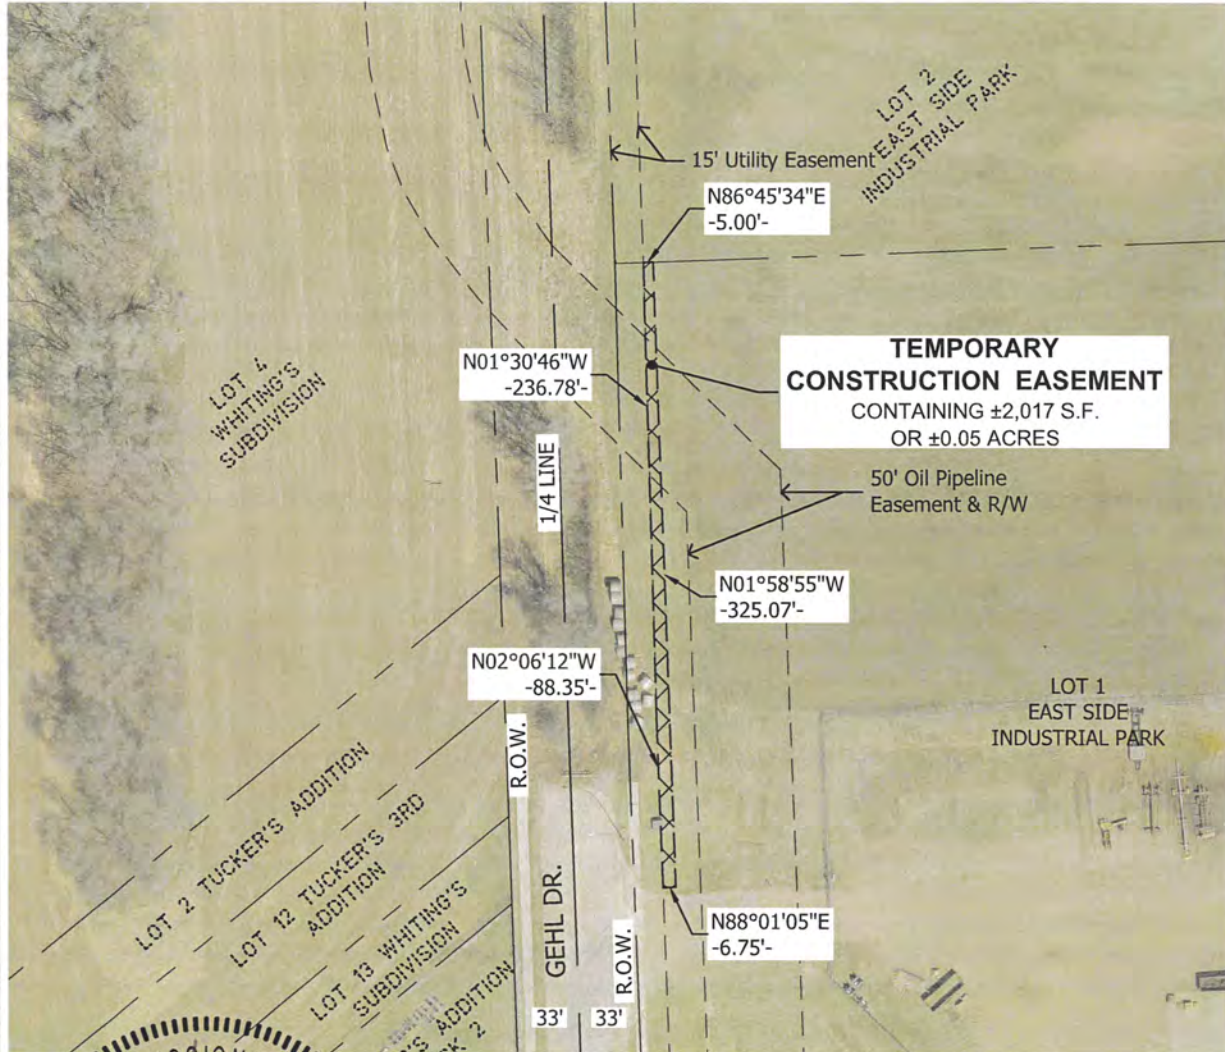 LOT 2
EAST SIDE
INDUSTRIAL PARK
15' Utility Easement
N86°45'34"E
-5.00'-
N01°30'46"W
-236.78'-
TEMPORARY
CONSTRUCTION EASEMENT
CONTAINING ±2,017 S.F.
OR ±0.05 ACRES
LOT 4
WHITING'S
SUBDIVISION
1/4 LINE
50' Oil Pipeline
Easement & R/W
N01°58'55"W
-325.07'-
N02°06'12"W
-88.35'-
LOT 1
EAST SIDE
INDUSTRIAL PARK
R.O.W.
LOT 2 TUCKER'S ADDITION
LOT 12 TUCKER'S 3RD
ADDITION
LOT 13 WHITING'S
SUBDIVISION
GEHL DR.
R.O.W.
N88°01'05"E
-6.75'-
'S ADDITION
2
33' 33'